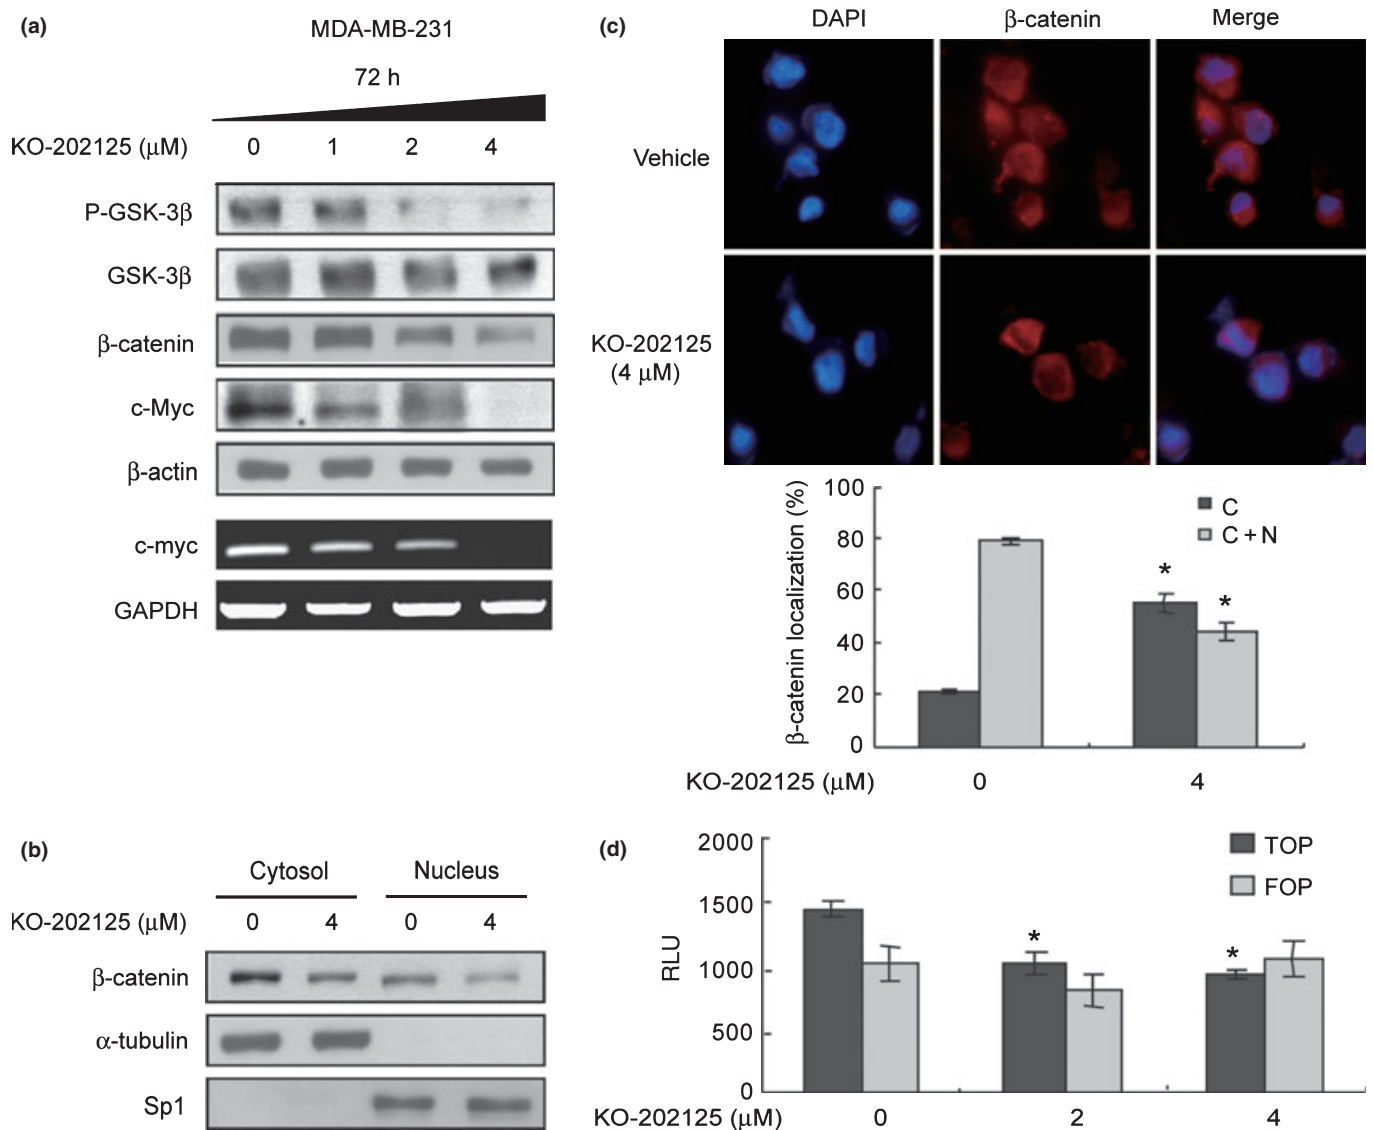 (a)
MDA-MB-231
72 h
KO-202125 (μM) 0 1 2 4
P-GSK-3β
GSK-3β
β-catenin
c-Myc
β-actin
c-myc
GAPDH
(b)
Cytosol Nucleus
KO-202125 (μM) 0 4 0 4
β-catenin
α-tubulin
Sp1
(c)
DAPI β-catenin Merge
Vehicle
KO-202125
(4 μM)
β-catenin localization (%)
100
80
60
40
20
0
C
C + N
* *
KO-202125 (μM) 0 4
(d)
RLU
2000
1500
1000
500
0
TOP
FOP
* *
KO-202125 (μM) 0 2 4